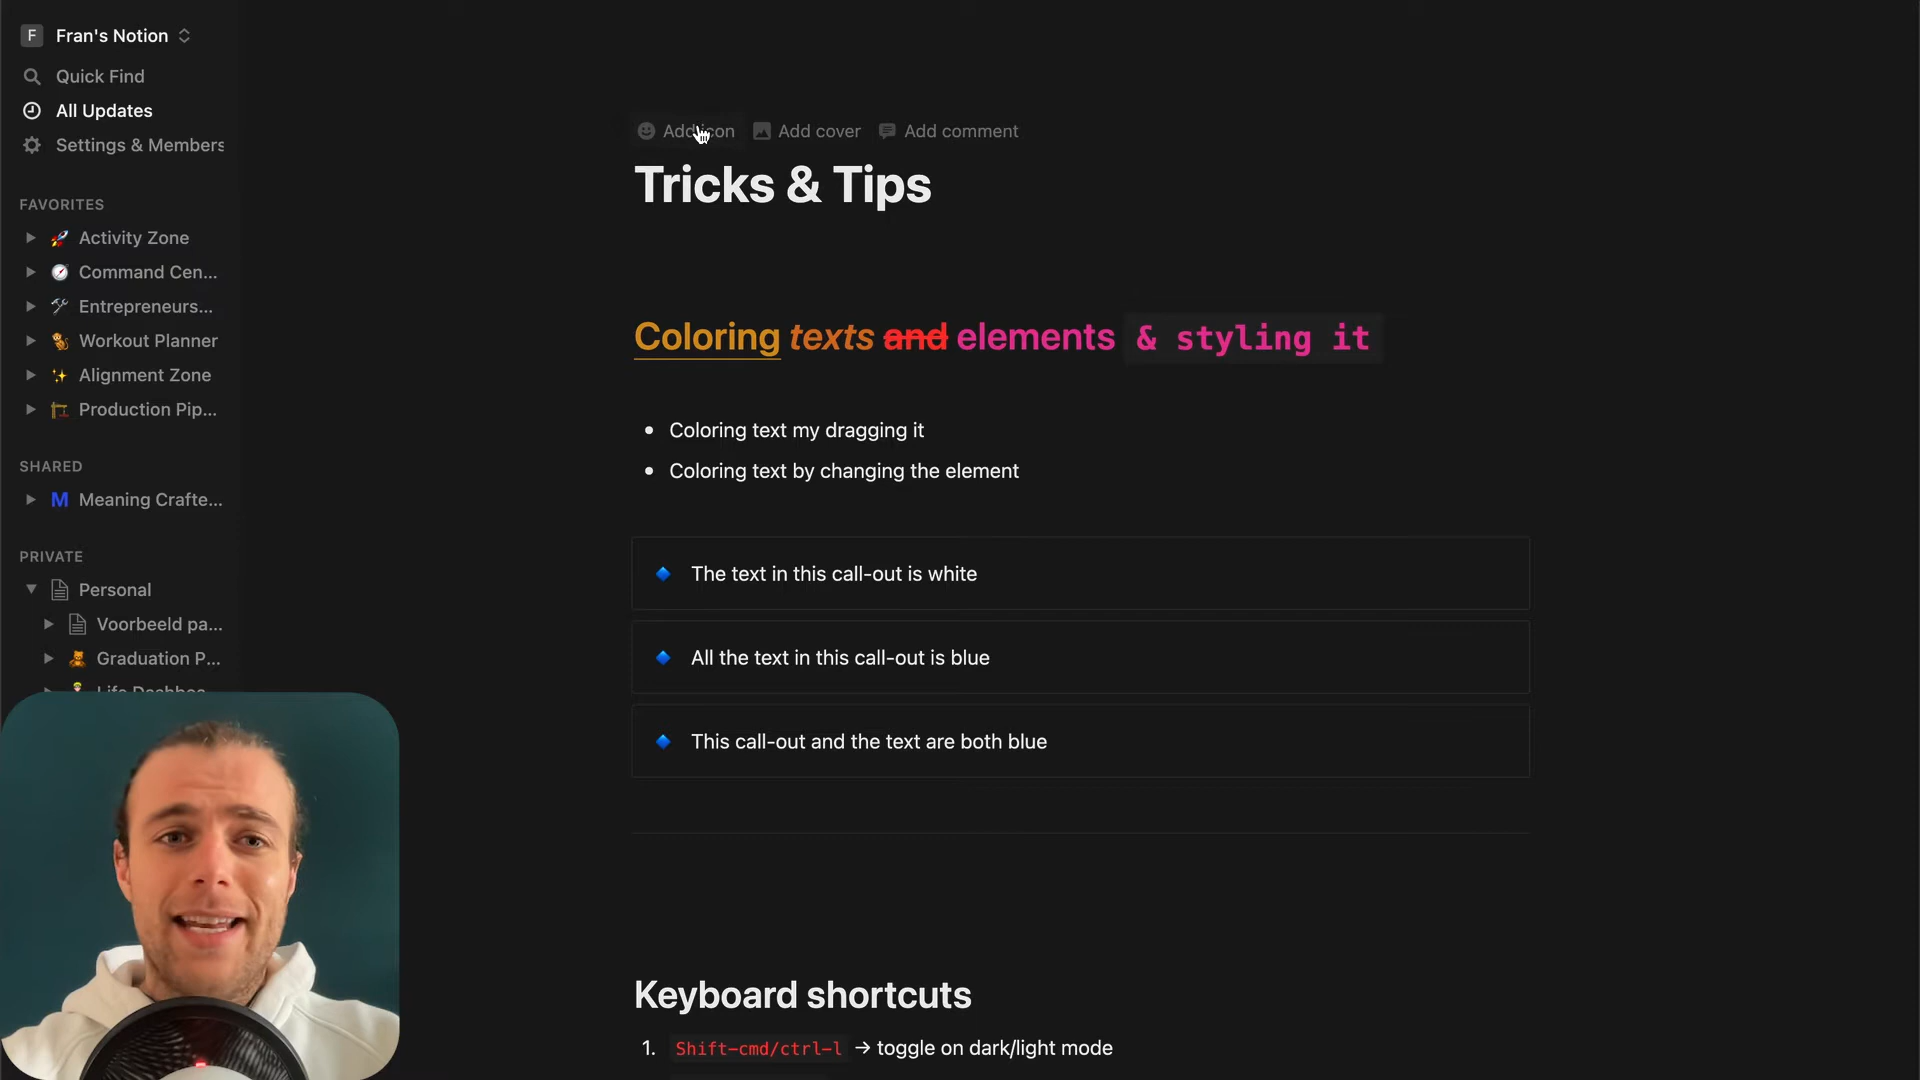 F Fran's Notion
Quick Find
All Updates
Settings & Members
FAVORITES
Activity Zone
Command Cen...
Entrepreneurs...
Workout Planner
Alignment Zone
Production Pip...
SHARED
M Meaning Crafte...
PRIVATE
Personal
Voorbeeld pa...
Graduation P...
Add icon Add cover Add comment
Tricks & Tips
Coloring texts and elements & styling it
• Coloring text my dragging it
• Coloring text by changing the element
The text in this call-out is white
All the text in this call-out is blue
This call-out and the text are both blue
Keyboard shortcuts
1. Shift-cmd/ctrl-l → toggle on dark/light mode